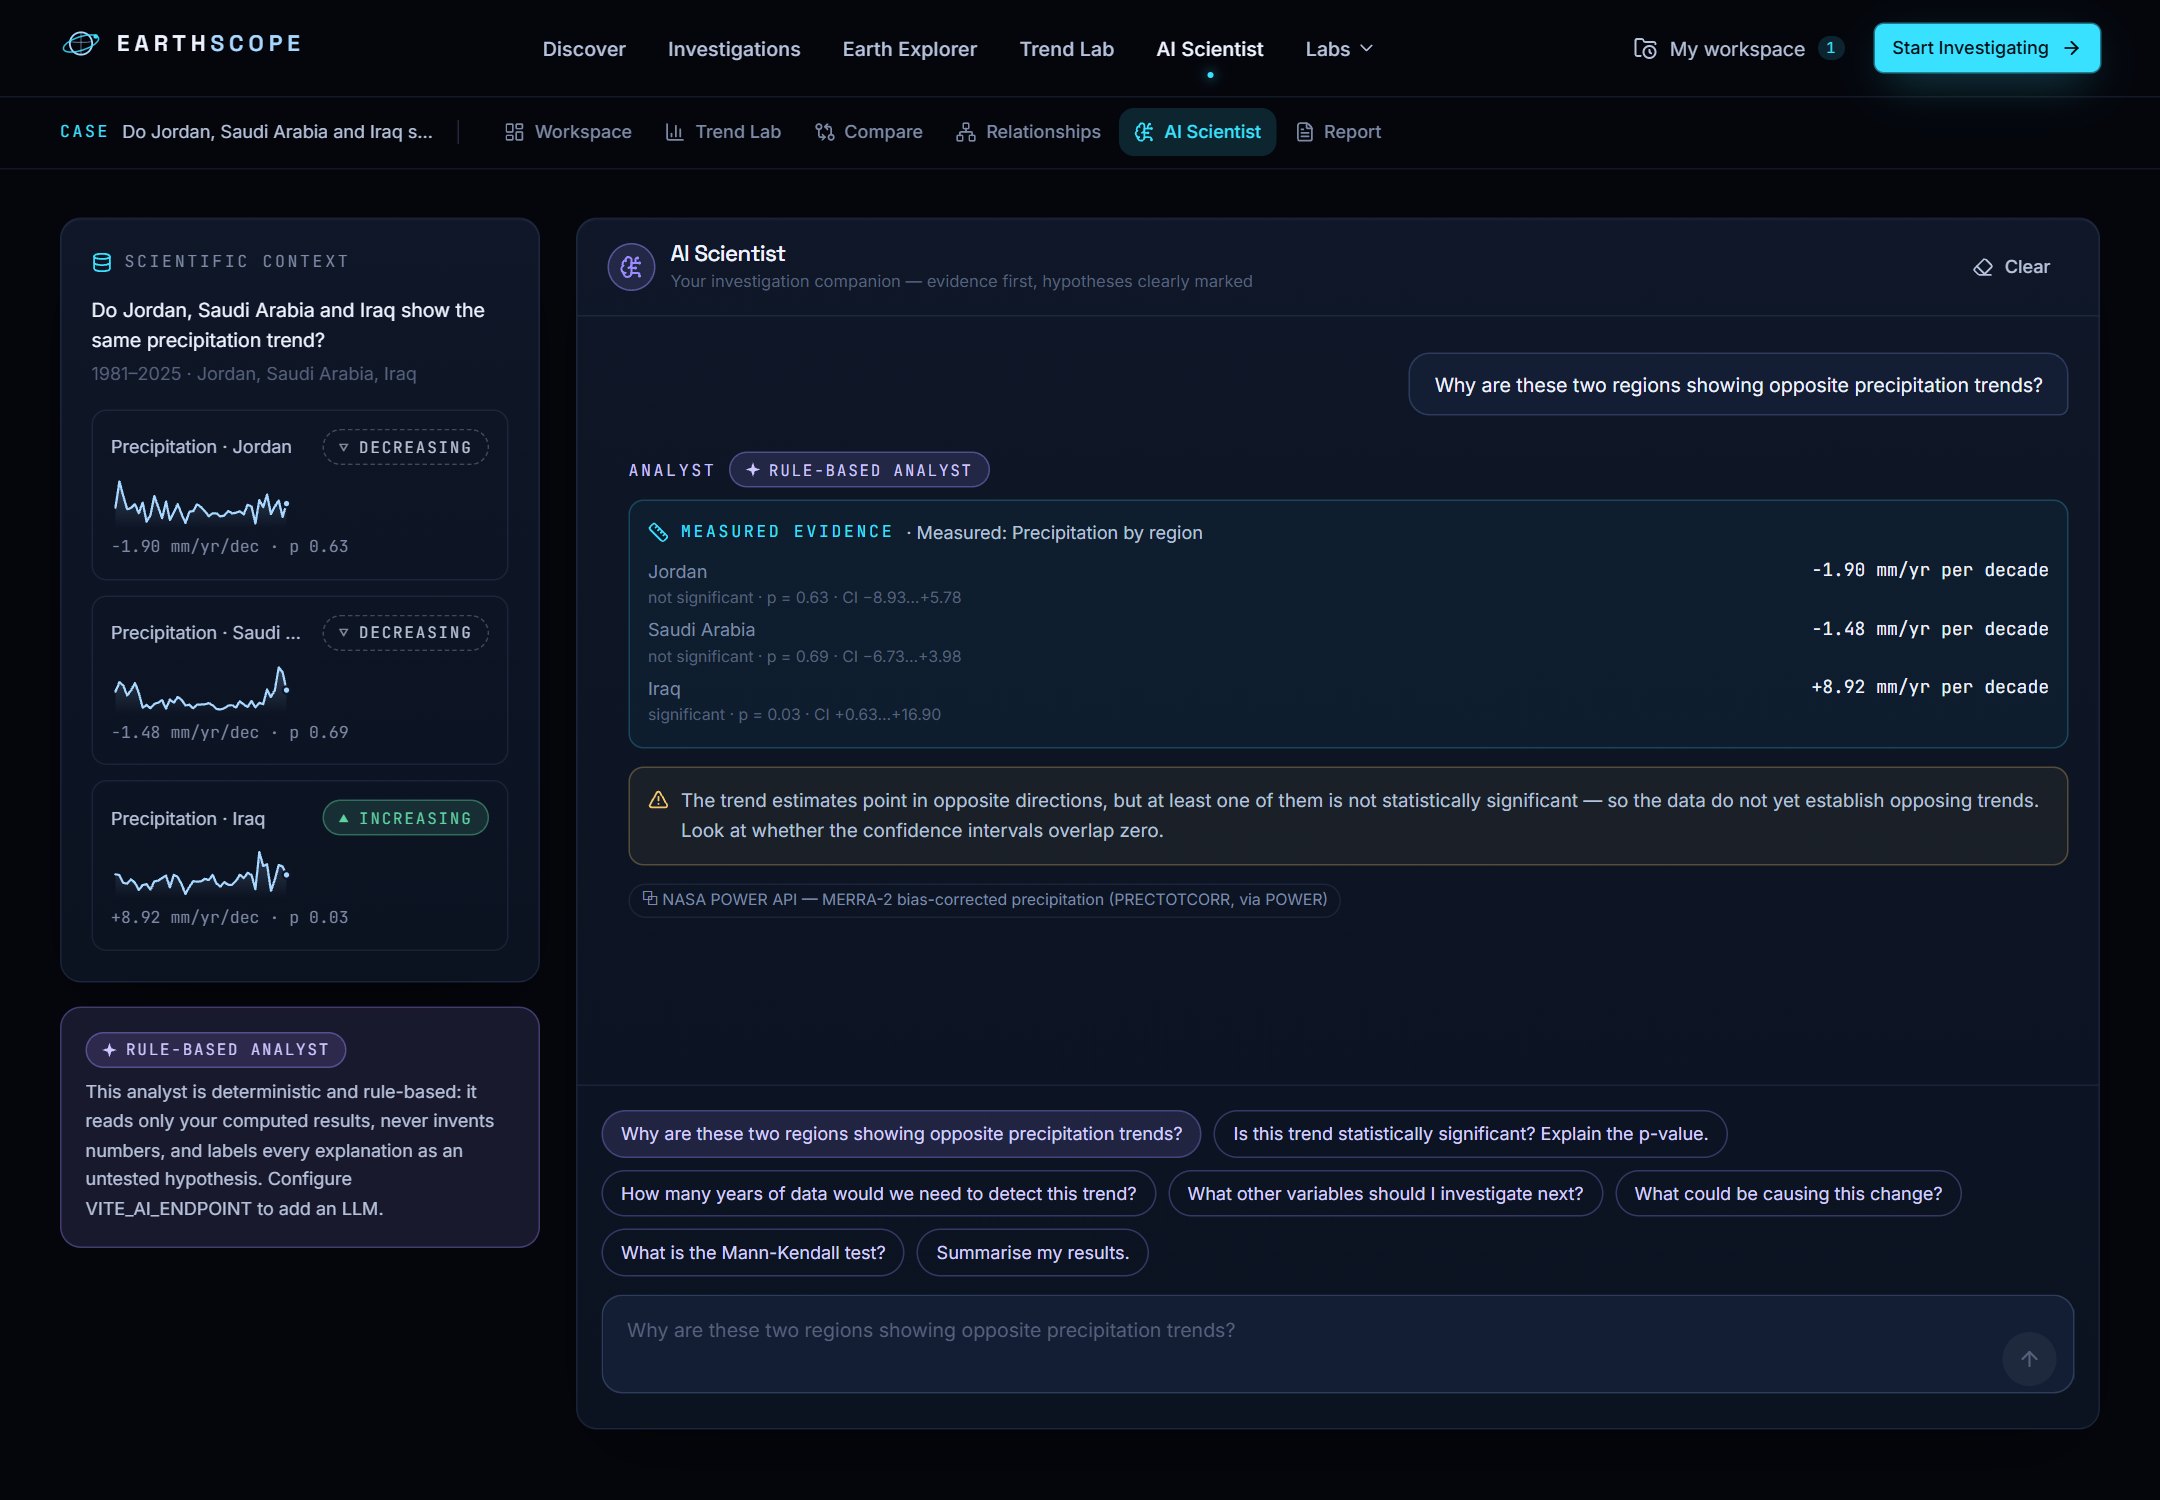 EARTHSCOPE
Discover
Investigations
Earth Explorer
Trend Lab
AI Scientist
Labs
My workspace 1
Start Investigating →
CASE Do Jordan, Saudi Arabia and Iraq s...
Workspace
Trend Lab
Compare
Relationships
AI Scientist
Report
SCIENTIFIC CONTEXT
Do Jordan, Saudi Arabia and Iraq show the
same precipitation trend?
1981–2025 · Jordan, Saudi Arabia, Iraq
Precipitation · Jordan
▽ DECREASING
-1.90 mm/yr/dec · p 0.63
Precipitation · Saudi ...
▽ DECREASING
-1.48 mm/yr/dec · p 0.69
Precipitation · Iraq
▲ INCREASING
+8.92 mm/yr/dec · p 0.03
RULE-BASED ANALYST
This analyst is deterministic and rule-based: it
reads only your computed results, never invents
numbers, and labels every explanation as an
untested hypothesis. Configure
VITE_AI_ENDPOINT to add an LLM.
AI Scientist
Your investigation companion — evidence first, hypotheses clearly marked
Clear
Why are these two regions showing opposite precipitation trends?
ANALYST
RULE-BASED ANALYST
MEASURED EVIDENCE · Measured: Precipitation by region
Jordan
-1.90 mm/yr per decade
not significant · p = 0.63 · CI −8.93...+5.78
Saudi Arabia
-1.48 mm/yr per decade
not significant · p = 0.69 · CI −6.73...+3.98
Iraq
+8.92 mm/yr per decade
significant · p = 0.03 · CI +0.63...+16.90
The trend estimates point in opposite directions, but at least one of them is not statistically significant — so the data do not yet establish opposing trends.
Look at whether the confidence intervals overlap zero.
NASA POWER API — MERRA-2 bias-corrected precipitation (PRECTOTCORR, via POWER)
Why are these two regions showing opposite precipitation trends?
Is this trend statistically significant? Explain the p-value.
How many years of data would we need to detect this trend?
What other variables should I investigate next?
What could be causing this change?
What is the Mann-Kendall test?
Summarise my results.
Why are these two regions showing opposite precipitation trends?